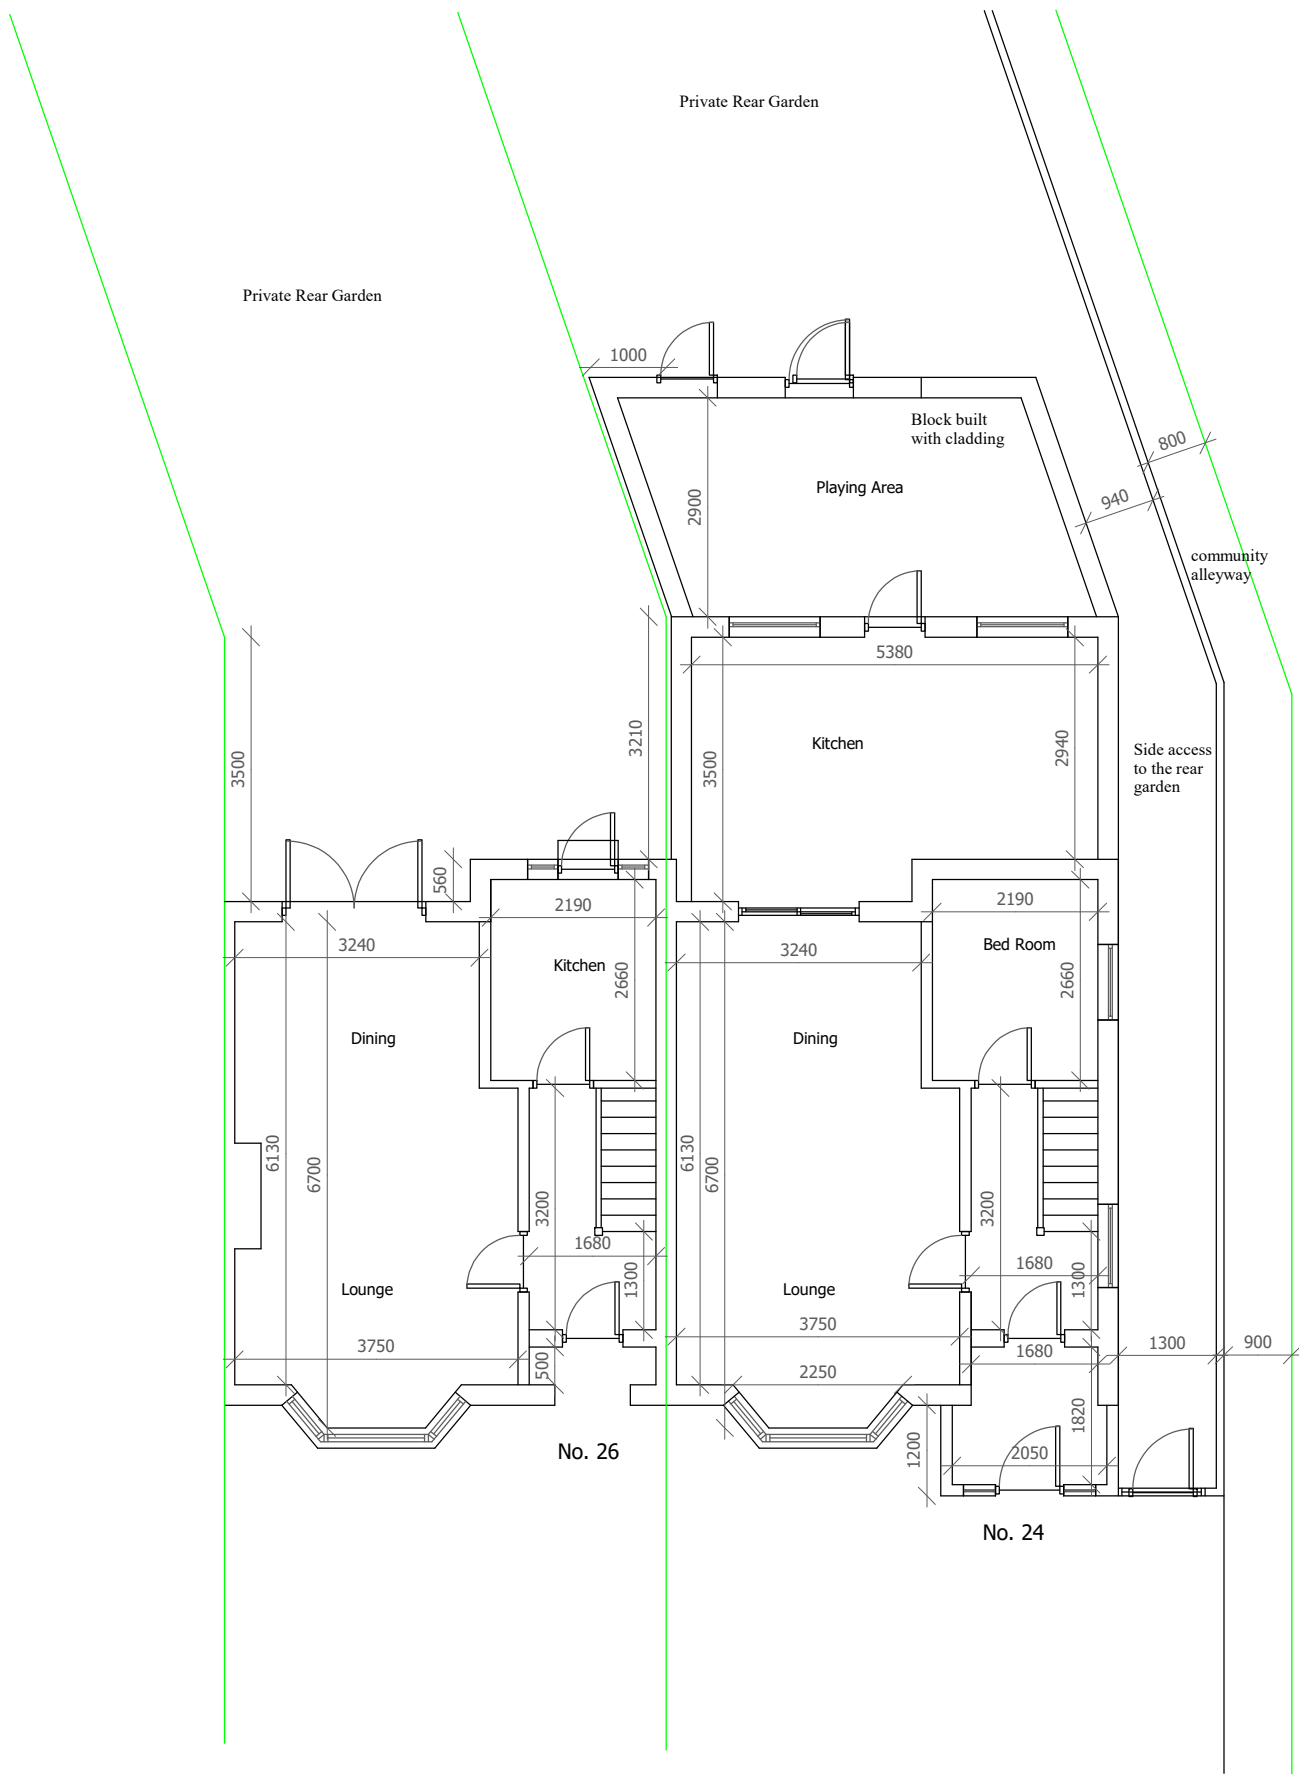 Private Rear Garden
Private Rear Garden
1000
Block built
with cladding
800
940
2900
Playing Area
community
alleyway
5380
3500
3210
3500
Kitchen
2940
Side access
to the rear
garden
560
2190
2190
3240
3240
Kitchen
Bed Room
2660
2660
Dining
Dining
6130
6700
6130
6700
3200
3200
1680
1680
1300
1300
Lounge
Lounge
3750
3750
500
1680
1300
900
2250
1820
1200
2050
No. 26
No. 24